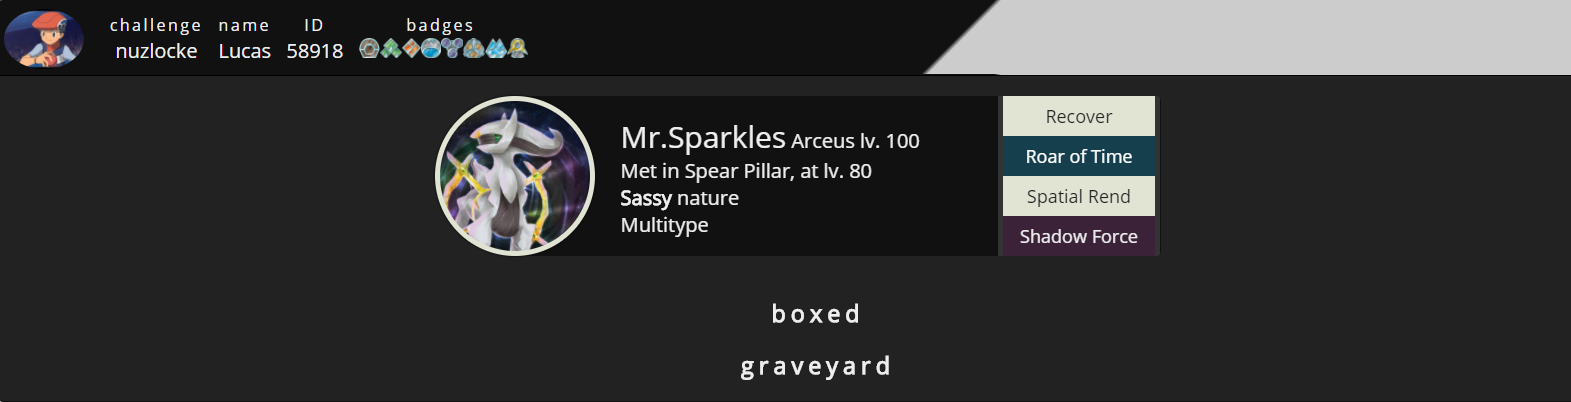 challenge name ID badges
nuzlocke Lucas 58918
Mr.Sparkles Arceus lv. 100
Met in Spear Pillar, at lv. 80
Sassy nature
Multitype
Recover
Roar of Time
Spatial Rend
Shadow Force
boxed
graveyard